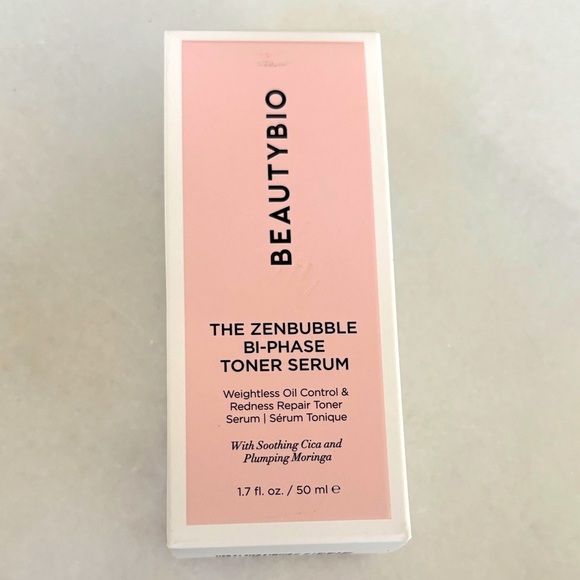 BEAUTYBIO
THE ZENBUBBLE
BI-PHASE
TONER SERUM
Weightless Oil Control &
Redness Repair Toner
Serum | Sérum Tonique
With Soothing Cica and
Plumping Moringa
1.7 fl. oz. / 50 ml ℮